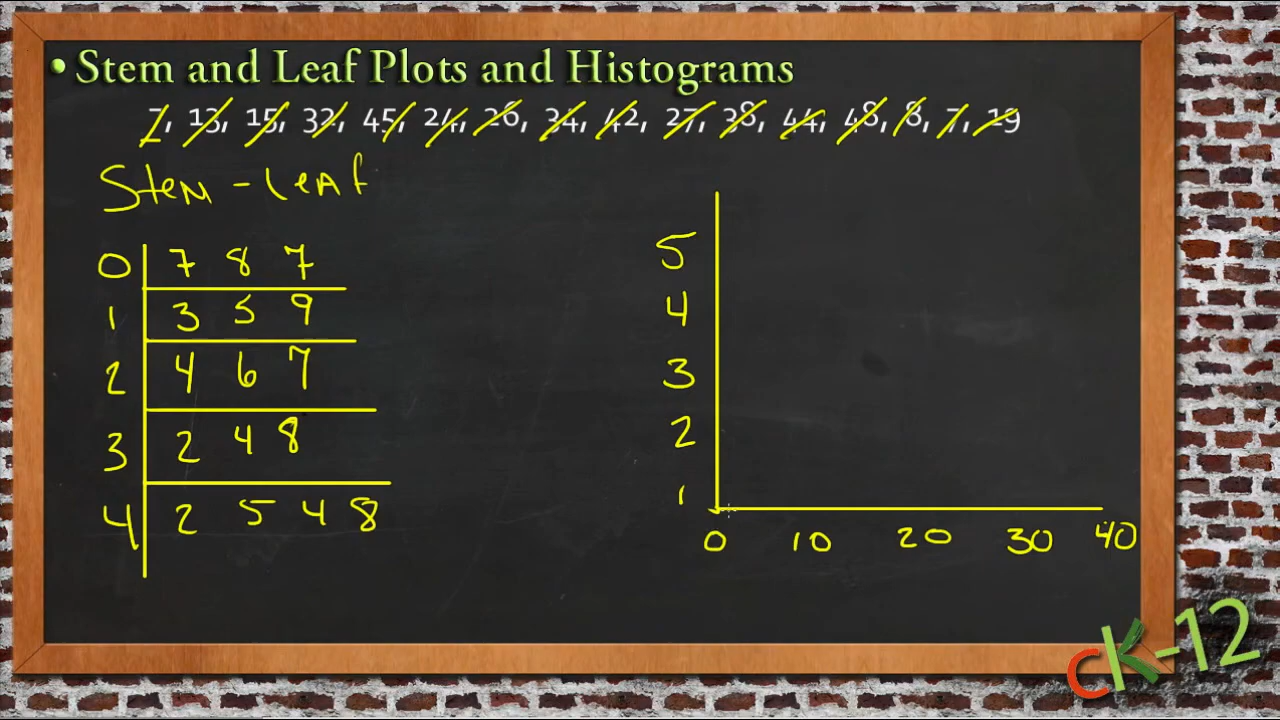 • Stem and Leaf Plots and Histograms
7, 13, 15, 32, 45, 24, 26, 34, 42, 27, 38, 44, 48, 8, 7, 19
Stem - Leaf
0 7 8 7
1 3 5 9
2 4 6 7
3 2 4 8
4 2 5 4 8
5
4
3
2
1
0 10 20 30 40
cK-12